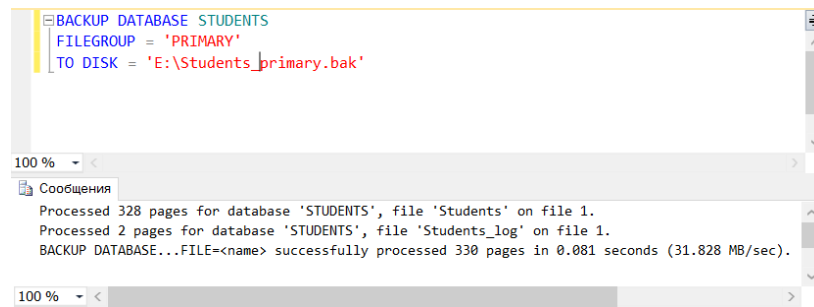 BACKUP DATABASE STUDENTS
FILEGROUP = 'PRIMARY'
TO DISK = 'E:\Students_primary.bak'
100 %
Сообщения
Processed 328 pages for database 'STUDENTS', file 'Students' on file 1.
Processed 2 pages for database 'STUDENTS', file 'Students_log' on file 1.
BACKUP DATABASE...FILE=<name> successfully processed 330 pages in 0.081 seconds (31.828 MB/sec).
100 %